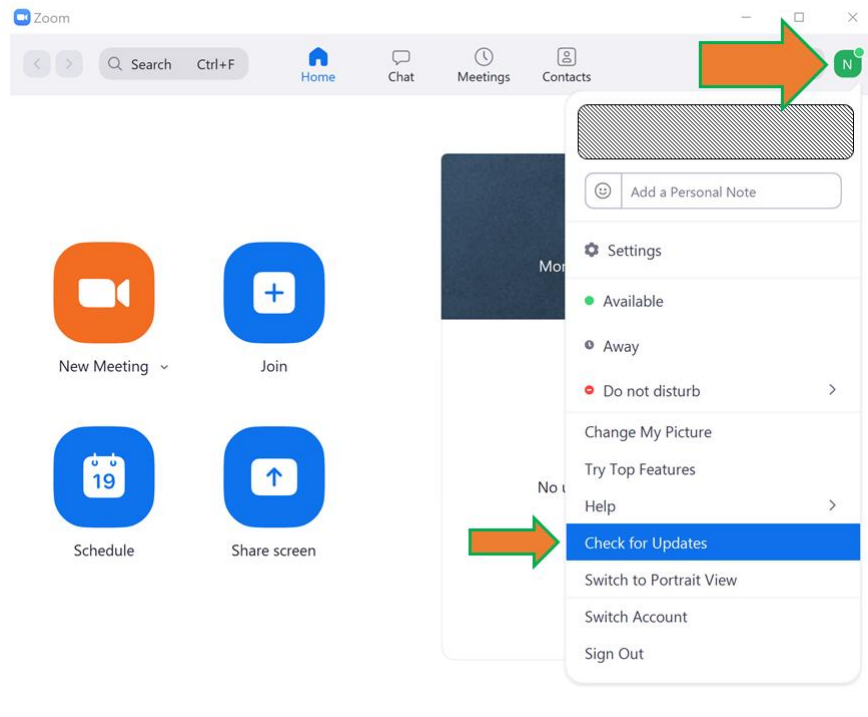 Zoom
Search Ctrl+F
Home
Chat
Meetings
Contacts
N
Add a Personal Note
Settings
Available
Away
Do not disturb
Change My Picture
Try Top Features
Help
Check for Updates
Switch to Portrait View
Switch Account
Sign Out
Mon
No u
New Meeting
Join
19
Schedule
Share screen